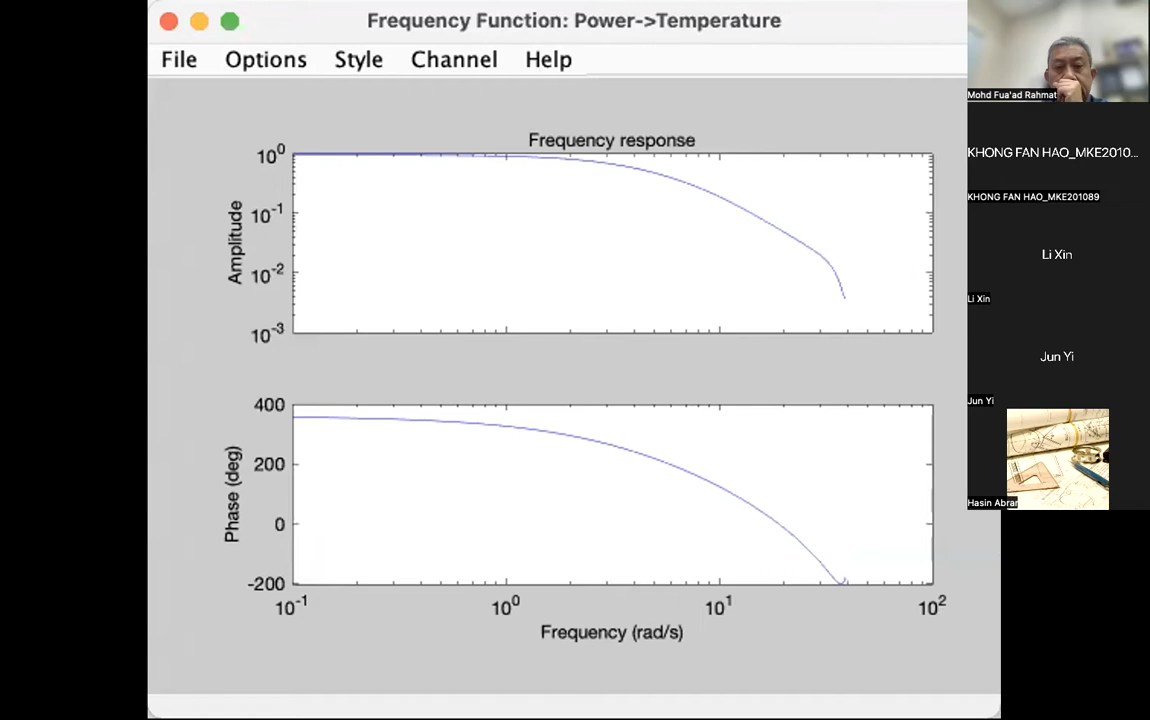 Frequency Function: Power->Temperature
File Options Style Channel Help
Frequency response
Amplitude
10^0
10^-1
10^-2
10^-3
Phase (deg)
400
200
0
-200
10^-1 10^0 10^1 10^2
Frequency (rad/s)
Mohd Fua'ad Rahmat
KHONG FAN HAO_MKE2010...
KHONG FAN HAO_MKE201089
Li Xin
Li Xin
Jun Yi
Jun Yi
Hasin Abrar